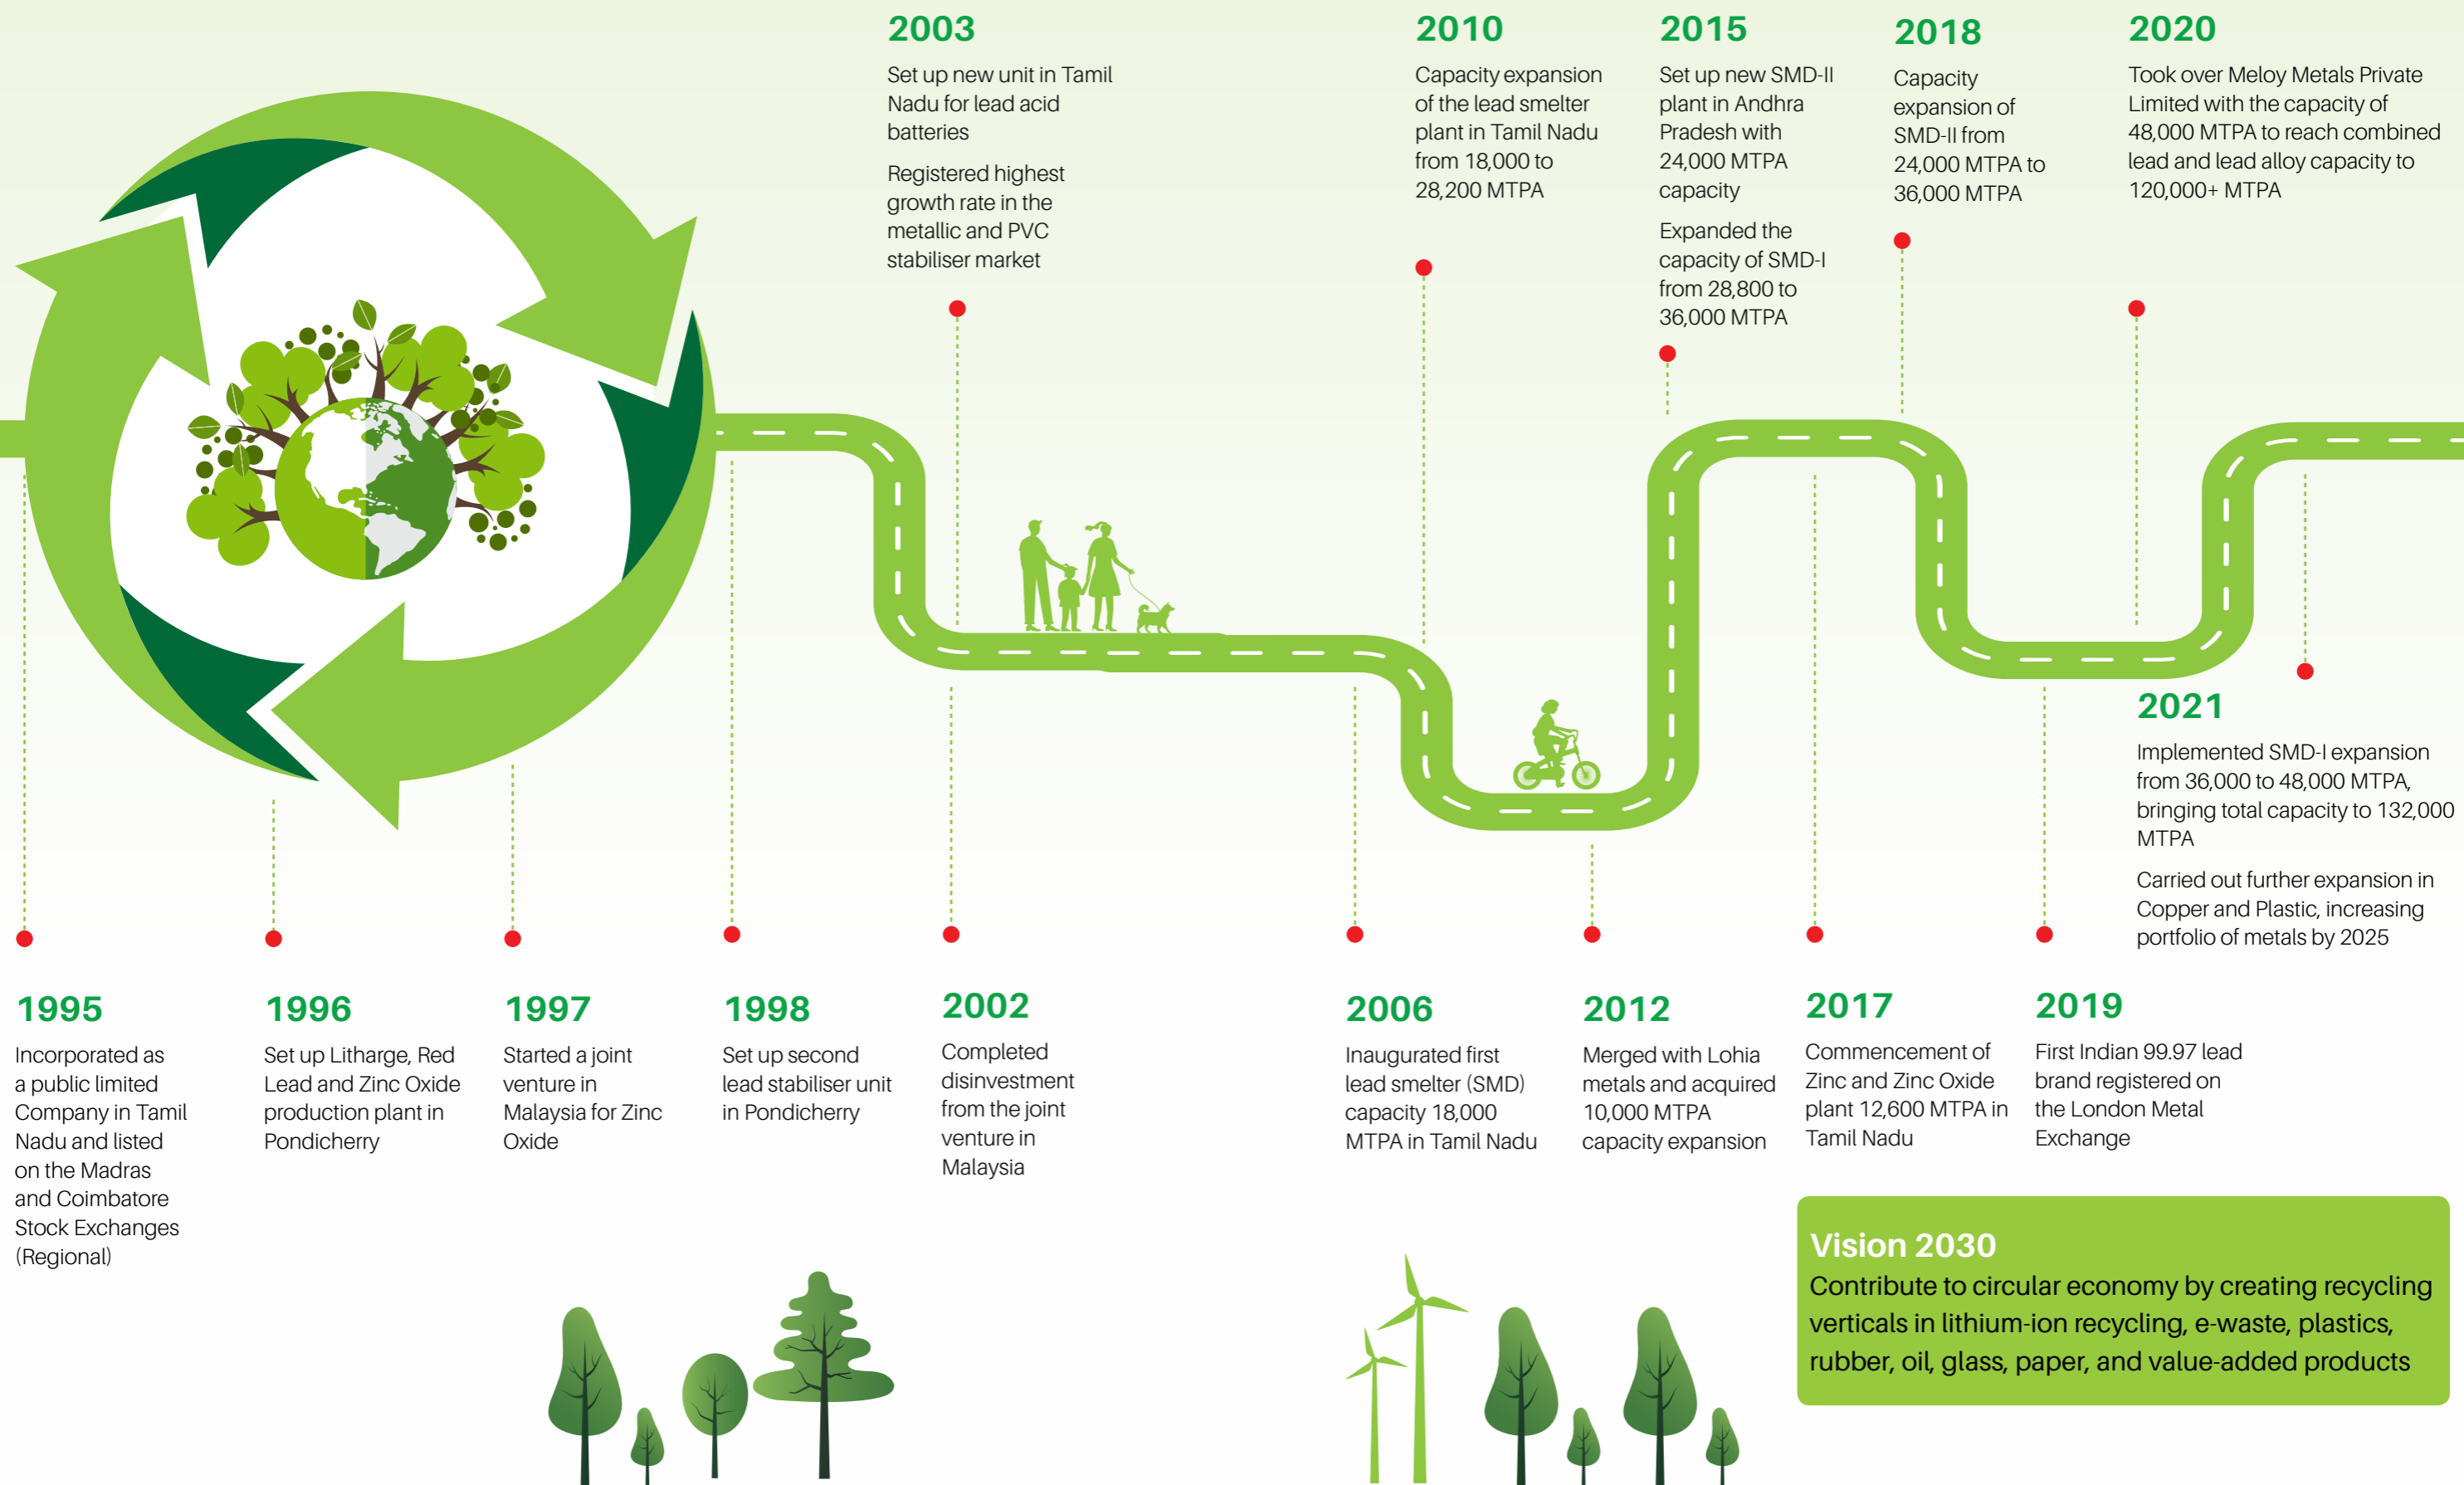 2003
Set up new unit in Tamil
Nadu for lead acid
batteries
Registered highest
growth rate in the
metallic and PVC
stabiliser market
2010
Capacity expansion
of the lead smelter
plant in Tamil Nadu
from 18,000 to
28,200 MTPA
2015
Set up new SMD-II
plant in Andhra
Pradesh with
24,000 MTPA
capacity
Expanded the
capacity of SMD-I
from 28,800 to
36,000 MTPA
2018
Capacity
expansion of
SMD-II from
24,000 MTPA to
36,000 MTPA
2020
Took over Meloy Metals Private
Limited with the capacity of
48,000 MTPA to reach combined
lead and lead alloy capacity to
120,000+ MTPA
2021
Implemented SMD-I expansion
from 36,000 to 48,000 MTPA,
bringing total capacity to 132,000
MTPA
Carried out further expansion in
Copper and Plastic, increasing
portfolio of metals by 2025
1995
Incorporated as
a public limited
Company in Tamil
Nadu and listed
on the Madras
and Coimbatore
Stock Exchanges
(Regional)
1996
Set up Litharge, Red
Lead and Zinc Oxide
production plant in
Pondicherry
1997
Started a joint
venture in
Malaysia for Zinc
Oxide
1998
Set up second
lead stabiliser unit
in Pondicherry
2002
Completed
disinvestment
from the joint
venture in
Malaysia
2006
Inaugurated first
lead smelter (SMD)
capacity 18,000
MTPA in Tamil Nadu
2012
Merged with Lohia
metals and acquired
10,000 MTPA
capacity expansion
2017
Commencement of
Zinc and Zinc Oxide
plant 12,600 MTPA in
Tamil Nadu
2019
First Indian 99.97 lead
brand registered on
the London Metal
Exchange
Vision 2030
Contribute to circular economy by creating recycling
verticals in lithium-ion recycling, e-waste, plastics,
rubber, oil, glass, paper, and value-added products